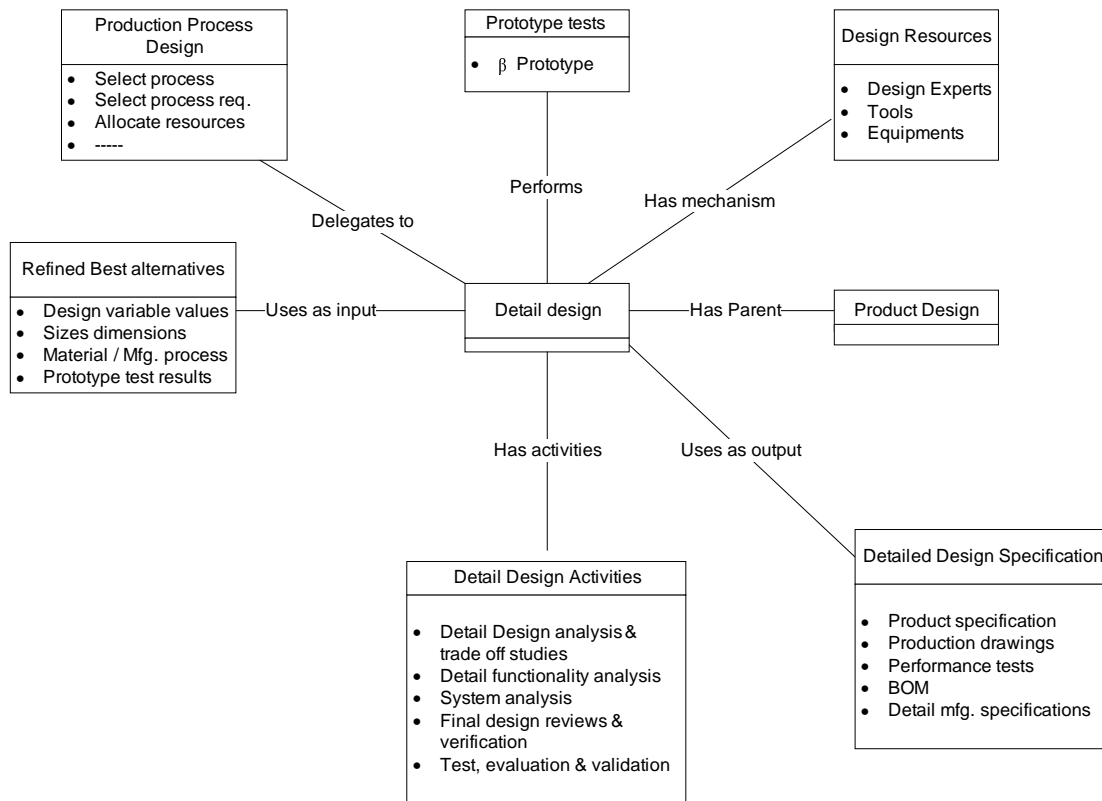 Production Process
Design
• Select process
• Select process req.
• Allocate resources
• -----
Prototype tests
• β Prototype
Design Resources
• Design Experts
• Tools
• Equipments
Performs
Has mechanism
Delegates to
Refined Best alternatives
• Design variable values
• Sizes dimensions
• Material / Mfg. process
• Prototype test results
Uses as input
Detail design
Has Parent
Product Design
Has activities
Uses as output
Detail Design Activities
• Detail Design analysis &
trade off studies
• Detail functionality analysis
• System analysis
• Final design reviews &
verification
• Test, evaluation & validation
Detailed Design Specification
• Product specification
• Production drawings
• Performance tests
• BOM
• Detail mfg. specifications